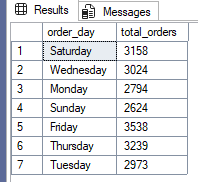 Results Messages
order_day total_orders
1 Saturday 3158
2 Wednesday 3024
3 Monday 2794
4 Sunday 2624
5 Friday 3538
6 Thursday 3239
7 Tuesday 2973